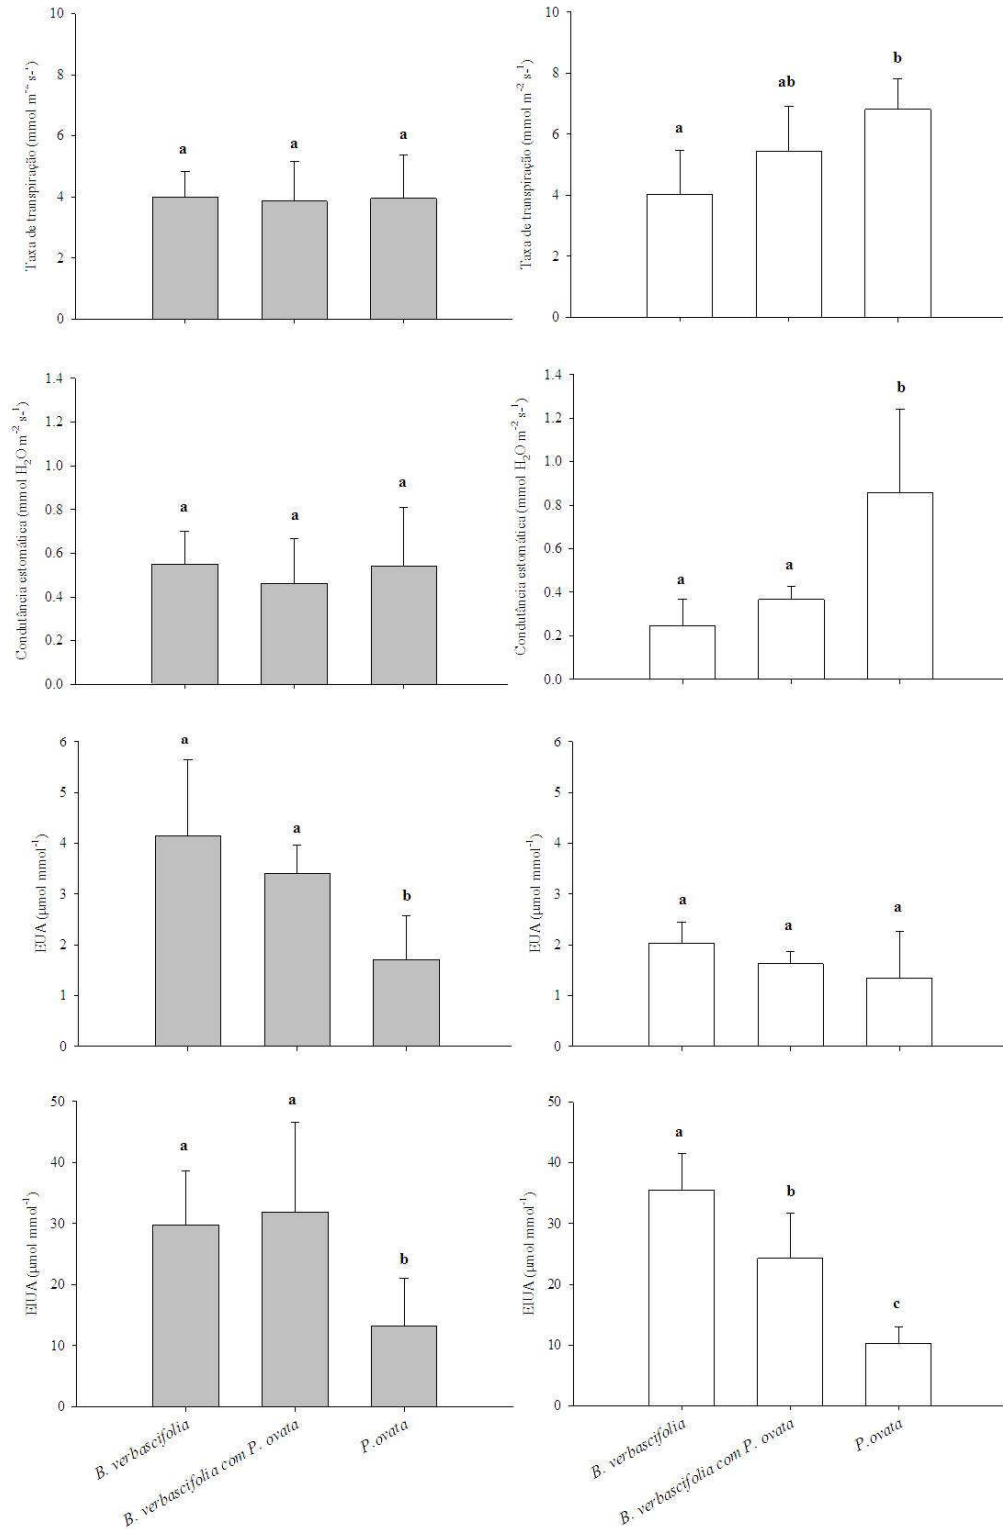 10
8
6
4
2
0
Taxa de transpiração (mmol m⁻² s⁻¹)
a
a
a
10
8
6
4
2
0
Taxa de transpiração (mmol m⁻² s⁻¹)
a
ab
b
1.4
1.2
1.0
0.8
0.6
0.4
0.2
0.0
Condutância estomática (mmol H₂O m⁻² s⁻¹)
a
a
a
1.4
1.2
1.0
0.8
0.6
0.4
0.2
0.0
Condutância estomática (mmol H₂O m⁻² s⁻¹)
a
a
b
6
5
4
3
2
1
0
EUA (µmol mmol⁻¹)
a
a
b
6
5
4
3
2
1
0
EUA (µmol mmol⁻¹)
a
a
a
50
40
30
20
10
0
EIUA (µmol mmol⁻¹)
a
a
b
B. verbascifolia
B. verbascifolia com P. ovata
P.ovata
50
40
30
20
10
0
EIUA (µmol mmol⁻¹)
a
b
c
B. verbascifolia
B. verbascifolia com P. ovata
P.ovata